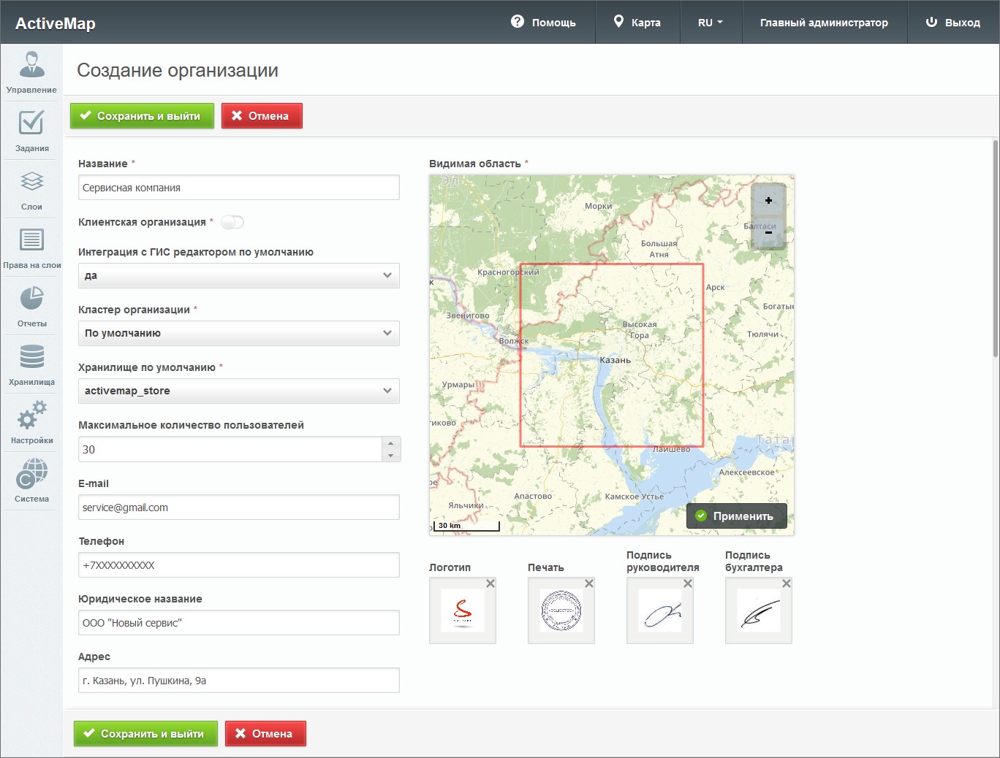 ActiveMap
Помощь
Карта
RU
Главный администратор
Выход
Управление
Задания
Слои
Права на слои
Отчеты
Хранилища
Настройки
Система
Создание организации
Сохранить и выйти
Отмена
Название *
Сервисная компания
Клиентская организация *
Интеграция с ГИС редактором по умолчанию
да
Кластер организации *
По умолчанию
Хранилище по умолчанию *
activemap_store
Максимальное количество пользователей
30
E-mail
service@gmail.com
Телефон
+7XXXXXXXXXX
Юридическое название
ООО "Новый сервис"
Адрес
г. Казань, ул. Пушкина, 9а
Видимая область *
Эл
Морки
+
Балтаси
-
Большая
Атня
Красногорский
к
Арск
Звенигово
Богатые
Высокая
Гора
Волжск
Тюлячи
Казань
Урмары
тиково
Татар
Лаишево
Алексеевское
ре
Апастово
Камское Устье
Яльчики
30 km
Применить
Логотип
Печать
Подпись
руководителя
Подпись
бухгалтера
ОБЩЕСТВО
Сохранить и выйти
Отмена